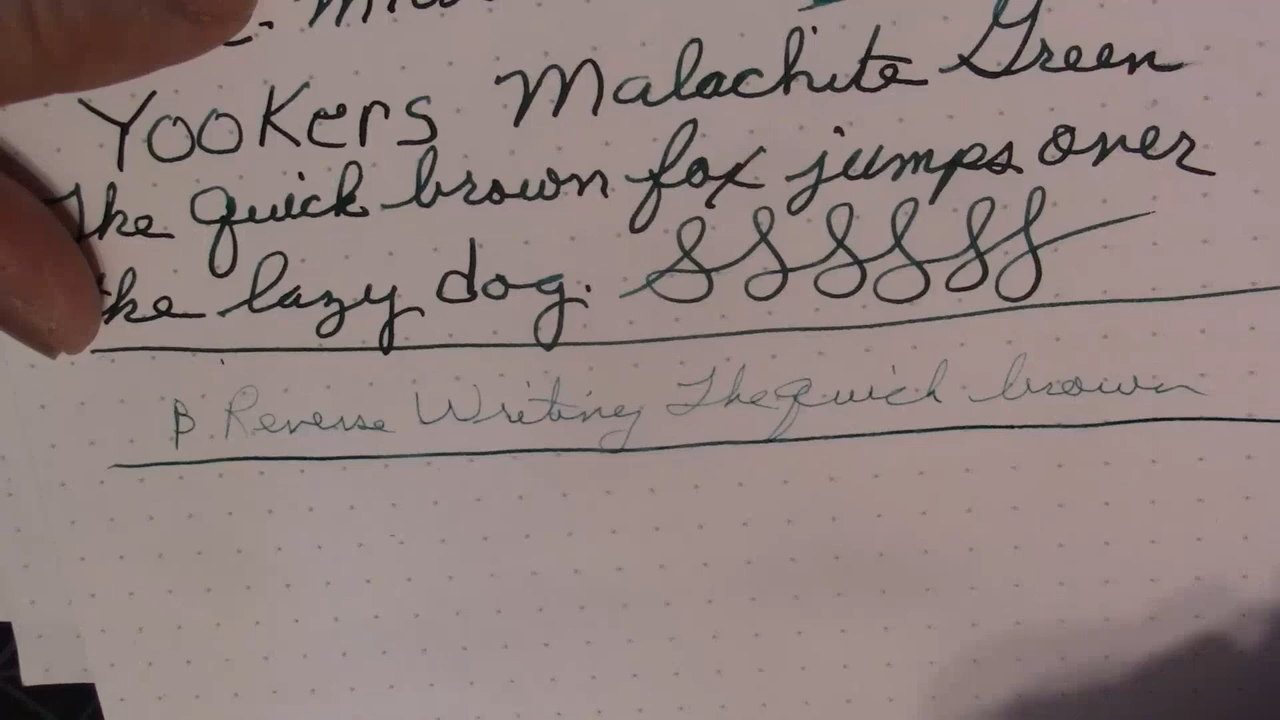 Yookers Malachite Green
The quick brown fox jumps over
the lazy dog. SSSSSS
β Reverse Writing The quick brown